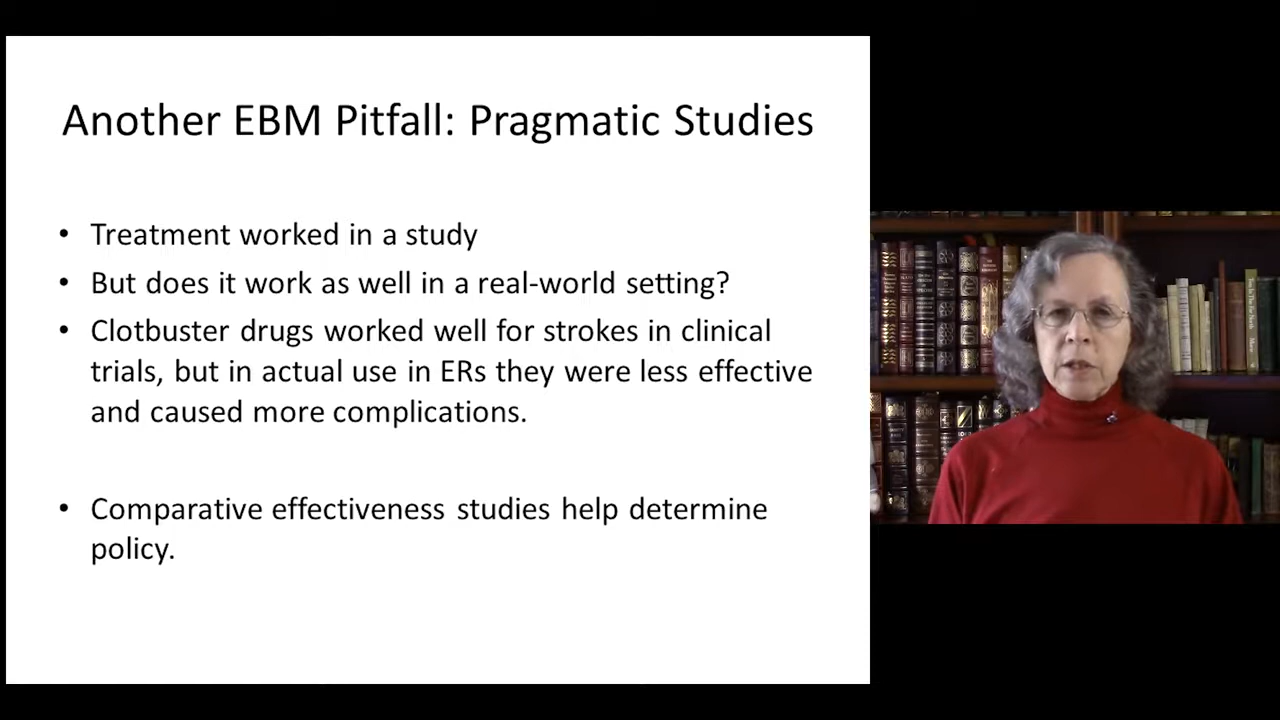 Another EBM Pitfall: Pragmatic Studies
• Treatment worked in a study
• But does it work as well in a real-world setting?
• Clotbuster drugs worked well for strokes in clinical
trials, but in actual use in ERs they were less effective
and caused more complications.
• Comparative effectiveness studies help determine
policy.